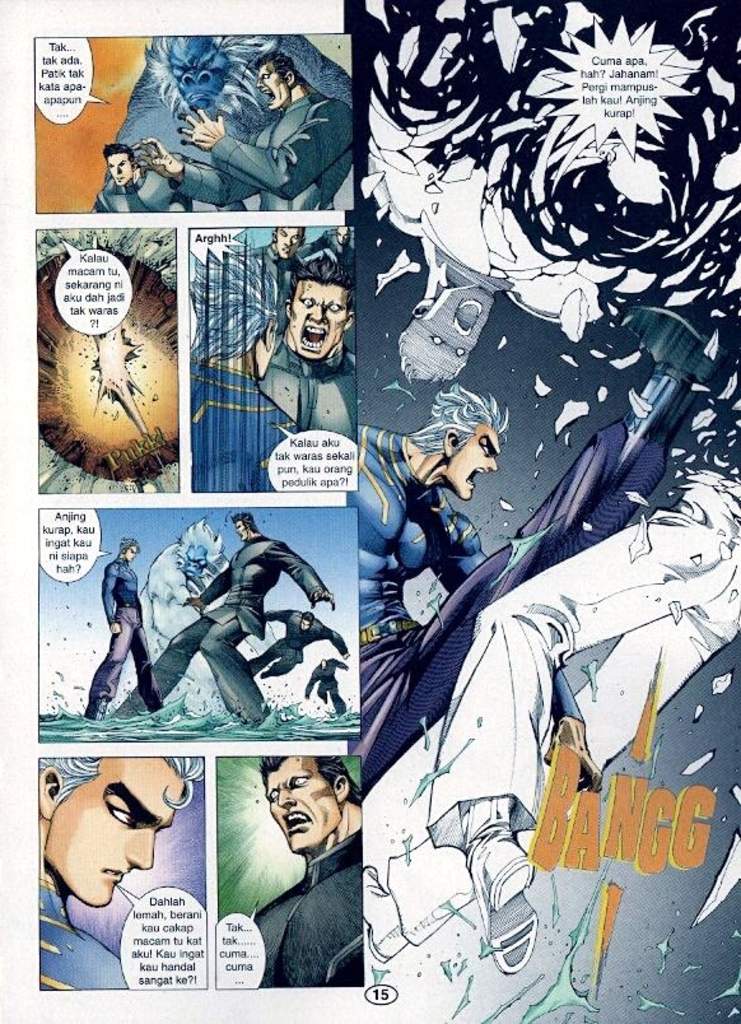 Tak...
tak ada.
Patik tak
kata apa-
apapun
....
Kalau
macam tu,
sekarang ni
aku dah jadi
tak waras
?!
Pukk!
Arghh!
Kalau aku
tak waras sekali
pun, kau orang
pedulik apa?!
Anjing
kurap, kau
ingat kau
ni siapa
hah?
Dahlah
lemah, berani
kau cakap
macam tu kat
aku! Kau ingat
kau handal
sangat ke?!
Tak...
tak......
cuma....
cuma
...
Cuma apa,
hah? Jahanam!
Pergi mampus-
lah kau! Anjing
kurap!
BANGG
!
15